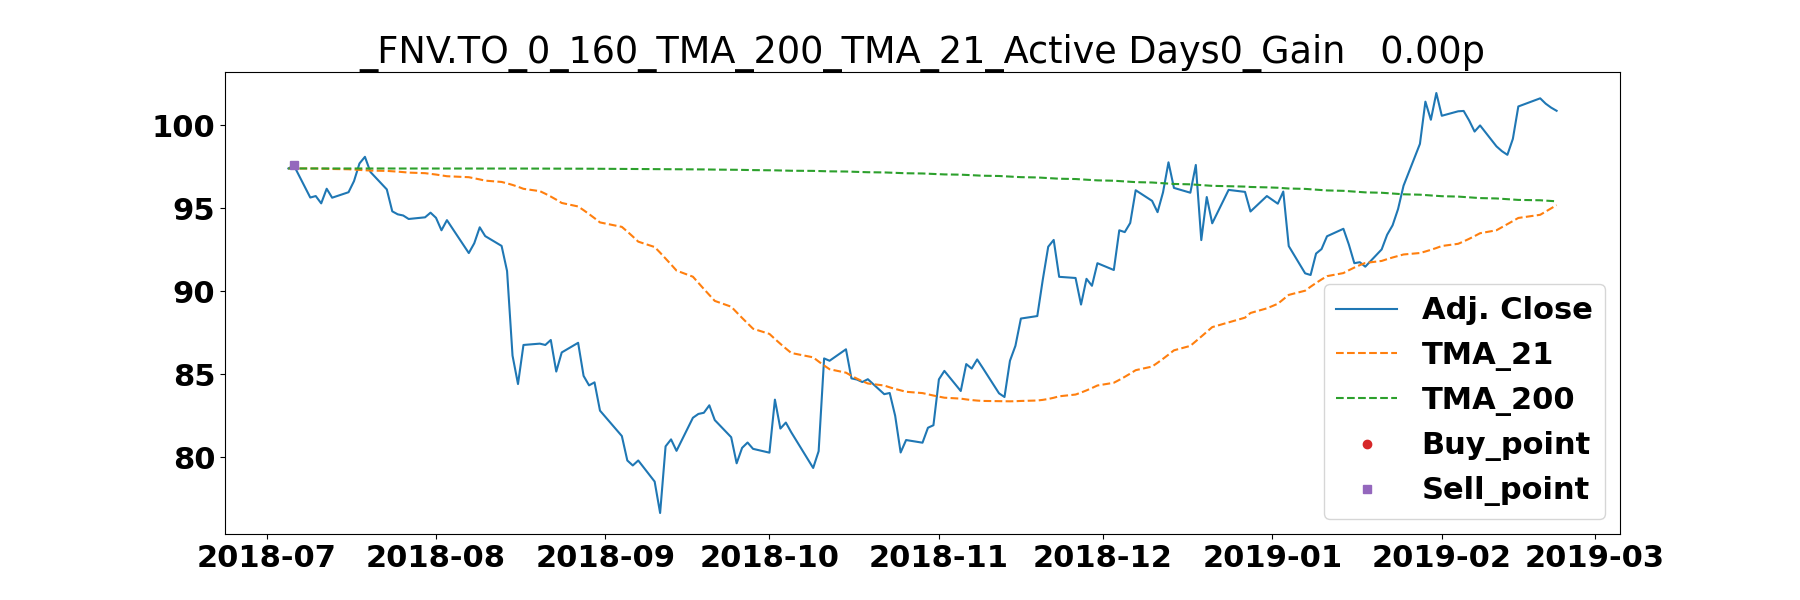 _FNV.TO_0_160_TMA_200_TMA_21_Active Days0_Gain   0.00p
100
95
90
85
80
Adj. Close
TMA_21
TMA_200
Buy_point
Sell_point
2018-07 2018-08 2018-09 2018-10 2018-11 2018-12 2019-01 2019-02 2019-03